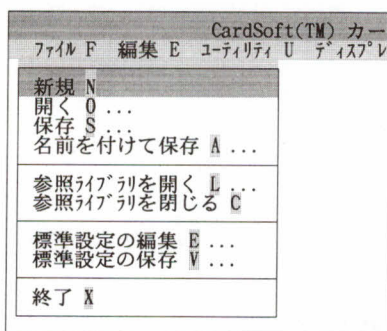 CardSoft(TM) カー
ﾌｧｲﾙ F 編集 E ﾕｰﾃｨﾘﾃｨ U ﾃﾞｨｽﾌﾟﾚ
新規 N
開く O ...
保存 S ...
名前を付けて保存 A ...
参照ﾗｲﾌﾞﾗﾘを開く L ...
参照ﾗｲﾌﾞﾗﾘを閉じる C
標準設定の編集 E ...
標準設定の保存 V ...
終了 X